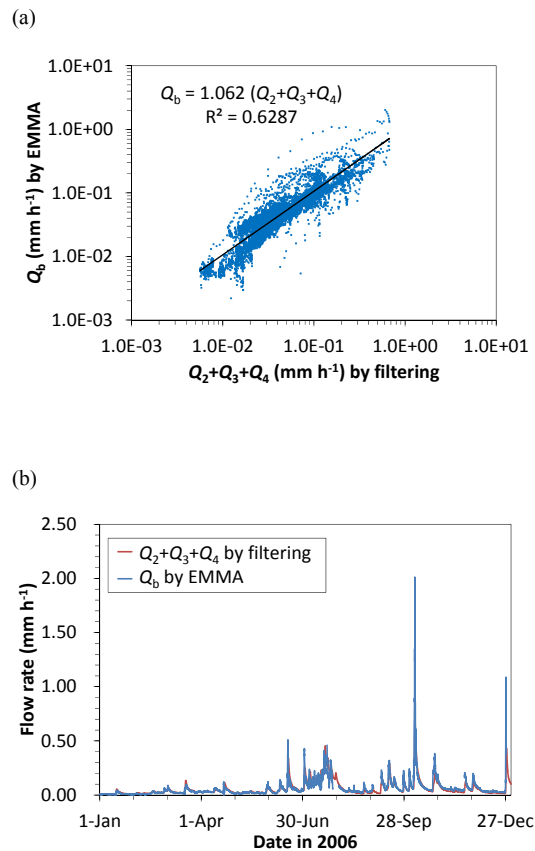 (a)
1.0E+01
1.0E+00
1.0E-01
1.0E-02
1.0E-03
Qb (mm h-1) by EMMA
Qb = 1.062 (Q2+Q3+Q4)
R² = 0.6287
1.0E-03 1.0E-02 1.0E-01 1.0E+00 1.0E+01
Q2+Q3+Q4 (mm h-1) by filtering
(b)
2.50
2.00
1.50
1.00
0.50
0.00
Flow rate (mm h-1)
Q2+Q3+Q4 by filtering
Qb by EMMA
1-Jan 1-Apr 30-Jun 28-Sep 27-Dec
Date in 2006